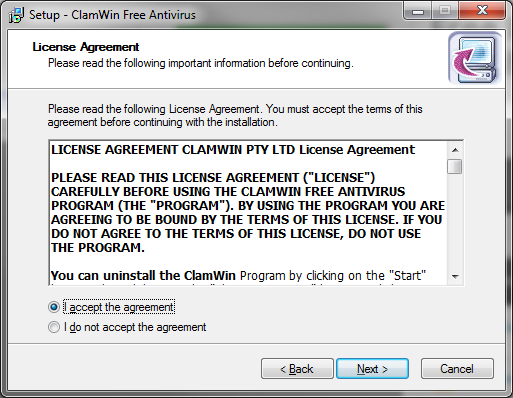 Setup - ClamWin Free Antivirus
License Agreement
Please read the following important information before continuing.
Please read the following License Agreement. You must accept the terms of this
agreement before continuing with the installation.
LICENSE AGREEMENT CLAMWIN PTY LTD License Agreement
PLEASE READ THIS LICENSE AGREEMENT ("LICENSE")
CAREFULLY BEFORE USING THE CLAMWIN FREE ANTIVIRUS
PROGRAM (THE "PROGRAM"). BY USING THE PROGRAM YOU ARE
AGREEING TO BE BOUND BY THE TERMS OF THIS LICENSE. IF YOU
DO NOT AGREE TO THE TERMS OF THIS LICENSE, DO NOT USE
THE PROGRAM.
You can uninstall the ClamWin Program by clicking on the "Start"
I accept the agreement
I do not accept the agreement
< Back
Next >
Cancel